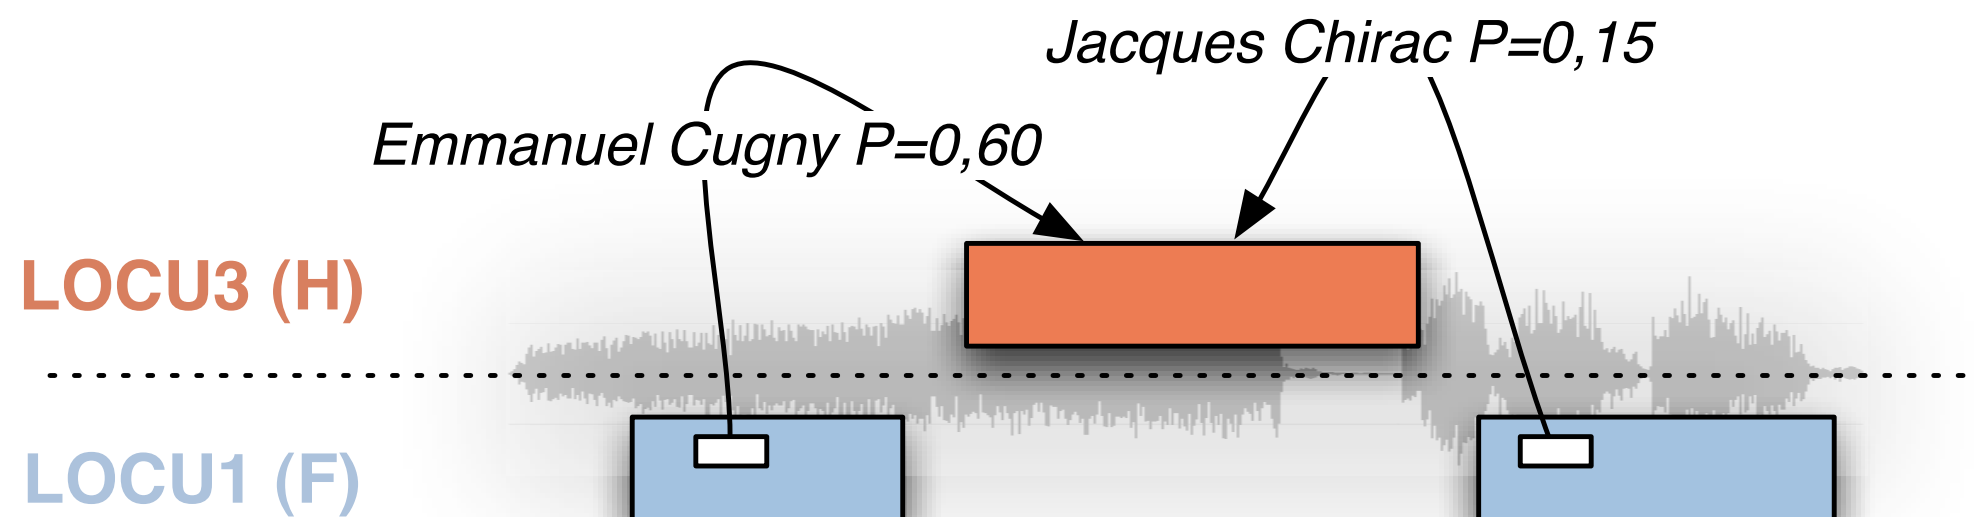 Jacques Chirac P=0,15
Emmanuel Cugny P=0,60
LOCU3 (H)
LOCU1 (F)